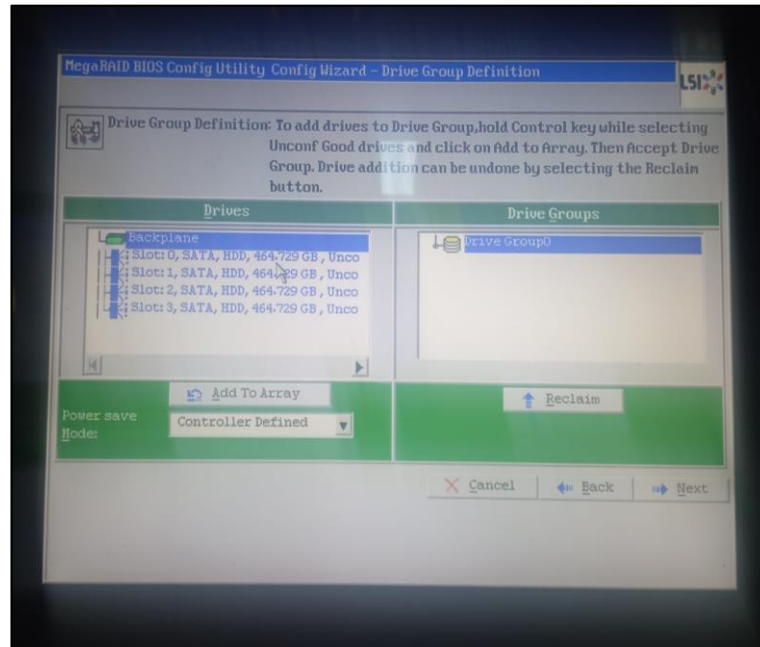 MegaRAID BIOS Config Utility Config Wizard - Drive Group Definition
LSI
Drive Group Definition: To add drives to Drive Group,hold Control key while selecting
Unconf Good drives and click on Add to Array. Then Accept Drive
Group. Drive addition can be undone by selecting the Reclaim
button.
Drives
Drive Groups
Backplane
Slot: 0, SATA, HDD, 464.729 GB, Unco
Slot: 1, SATA, HDD, 464.729 GB, Unco
Slot: 2, SATA, HDD, 464.729 GB, Unco
Slot: 3, SATA, HDD, 464.729 GB, Unco
Drive Group0
Add To Array
Reclaim
Power save
Mode:
Controller Defined
Cancel
Back
Next